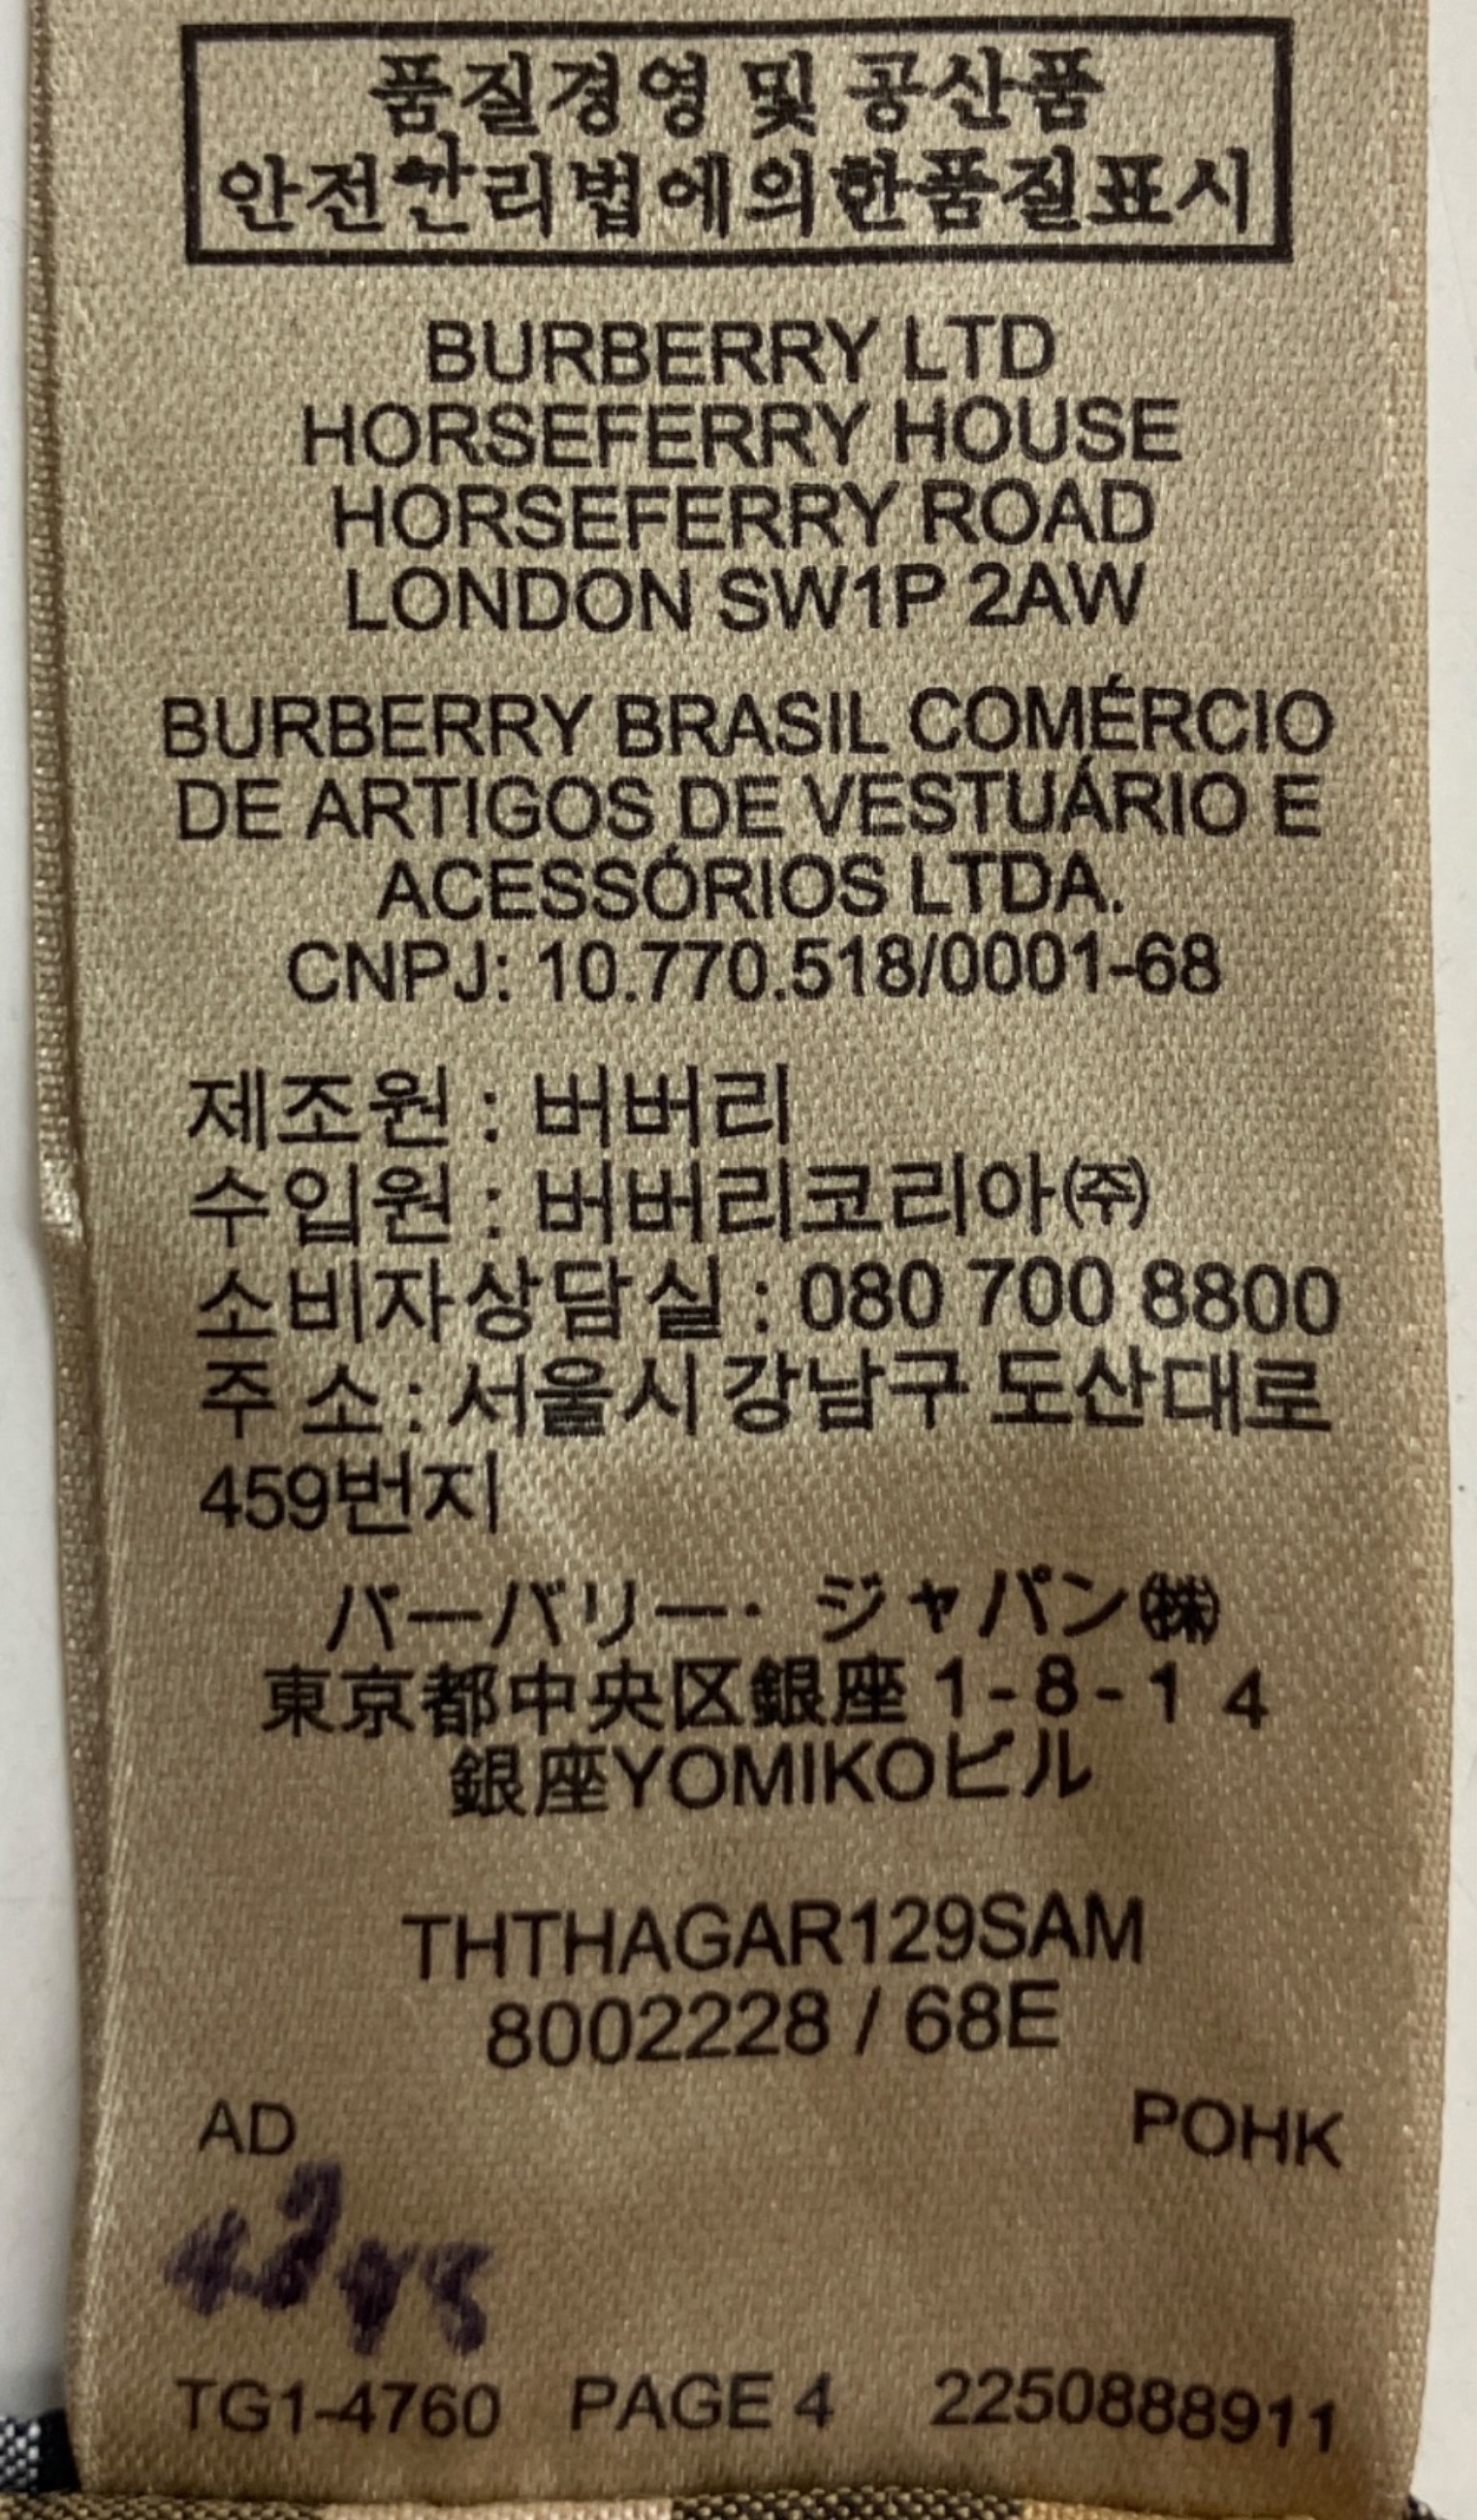 품질경영 및 공산품
안전관리법에의한품질표시
BURBERRY LTD
HORSEFERRY HOUSE
HORSEFERRY ROAD
LONDON SW1P 2AW
BURBERRY BRASIL COMÉRCIO
DE ARTIGOS DE VESTUÁRIO E
ACESSÓRIOS LTDA.
CNPJ: 10.770.518/0001-68
제조원 : 버버리
수입원 : 버버리코리아㈜
소비자상담실 : 080 700 8800
주 소 : 서울시 강남구 도산대로
459번지
バーバリー・ジャパン㈱
東京都中央区銀座 1-8-1 4
銀座YOMIKOビル
THTHAGAR129SAM
8002228 / 68E
AD POHK
TG1-4760 PAGE 4 2250888911